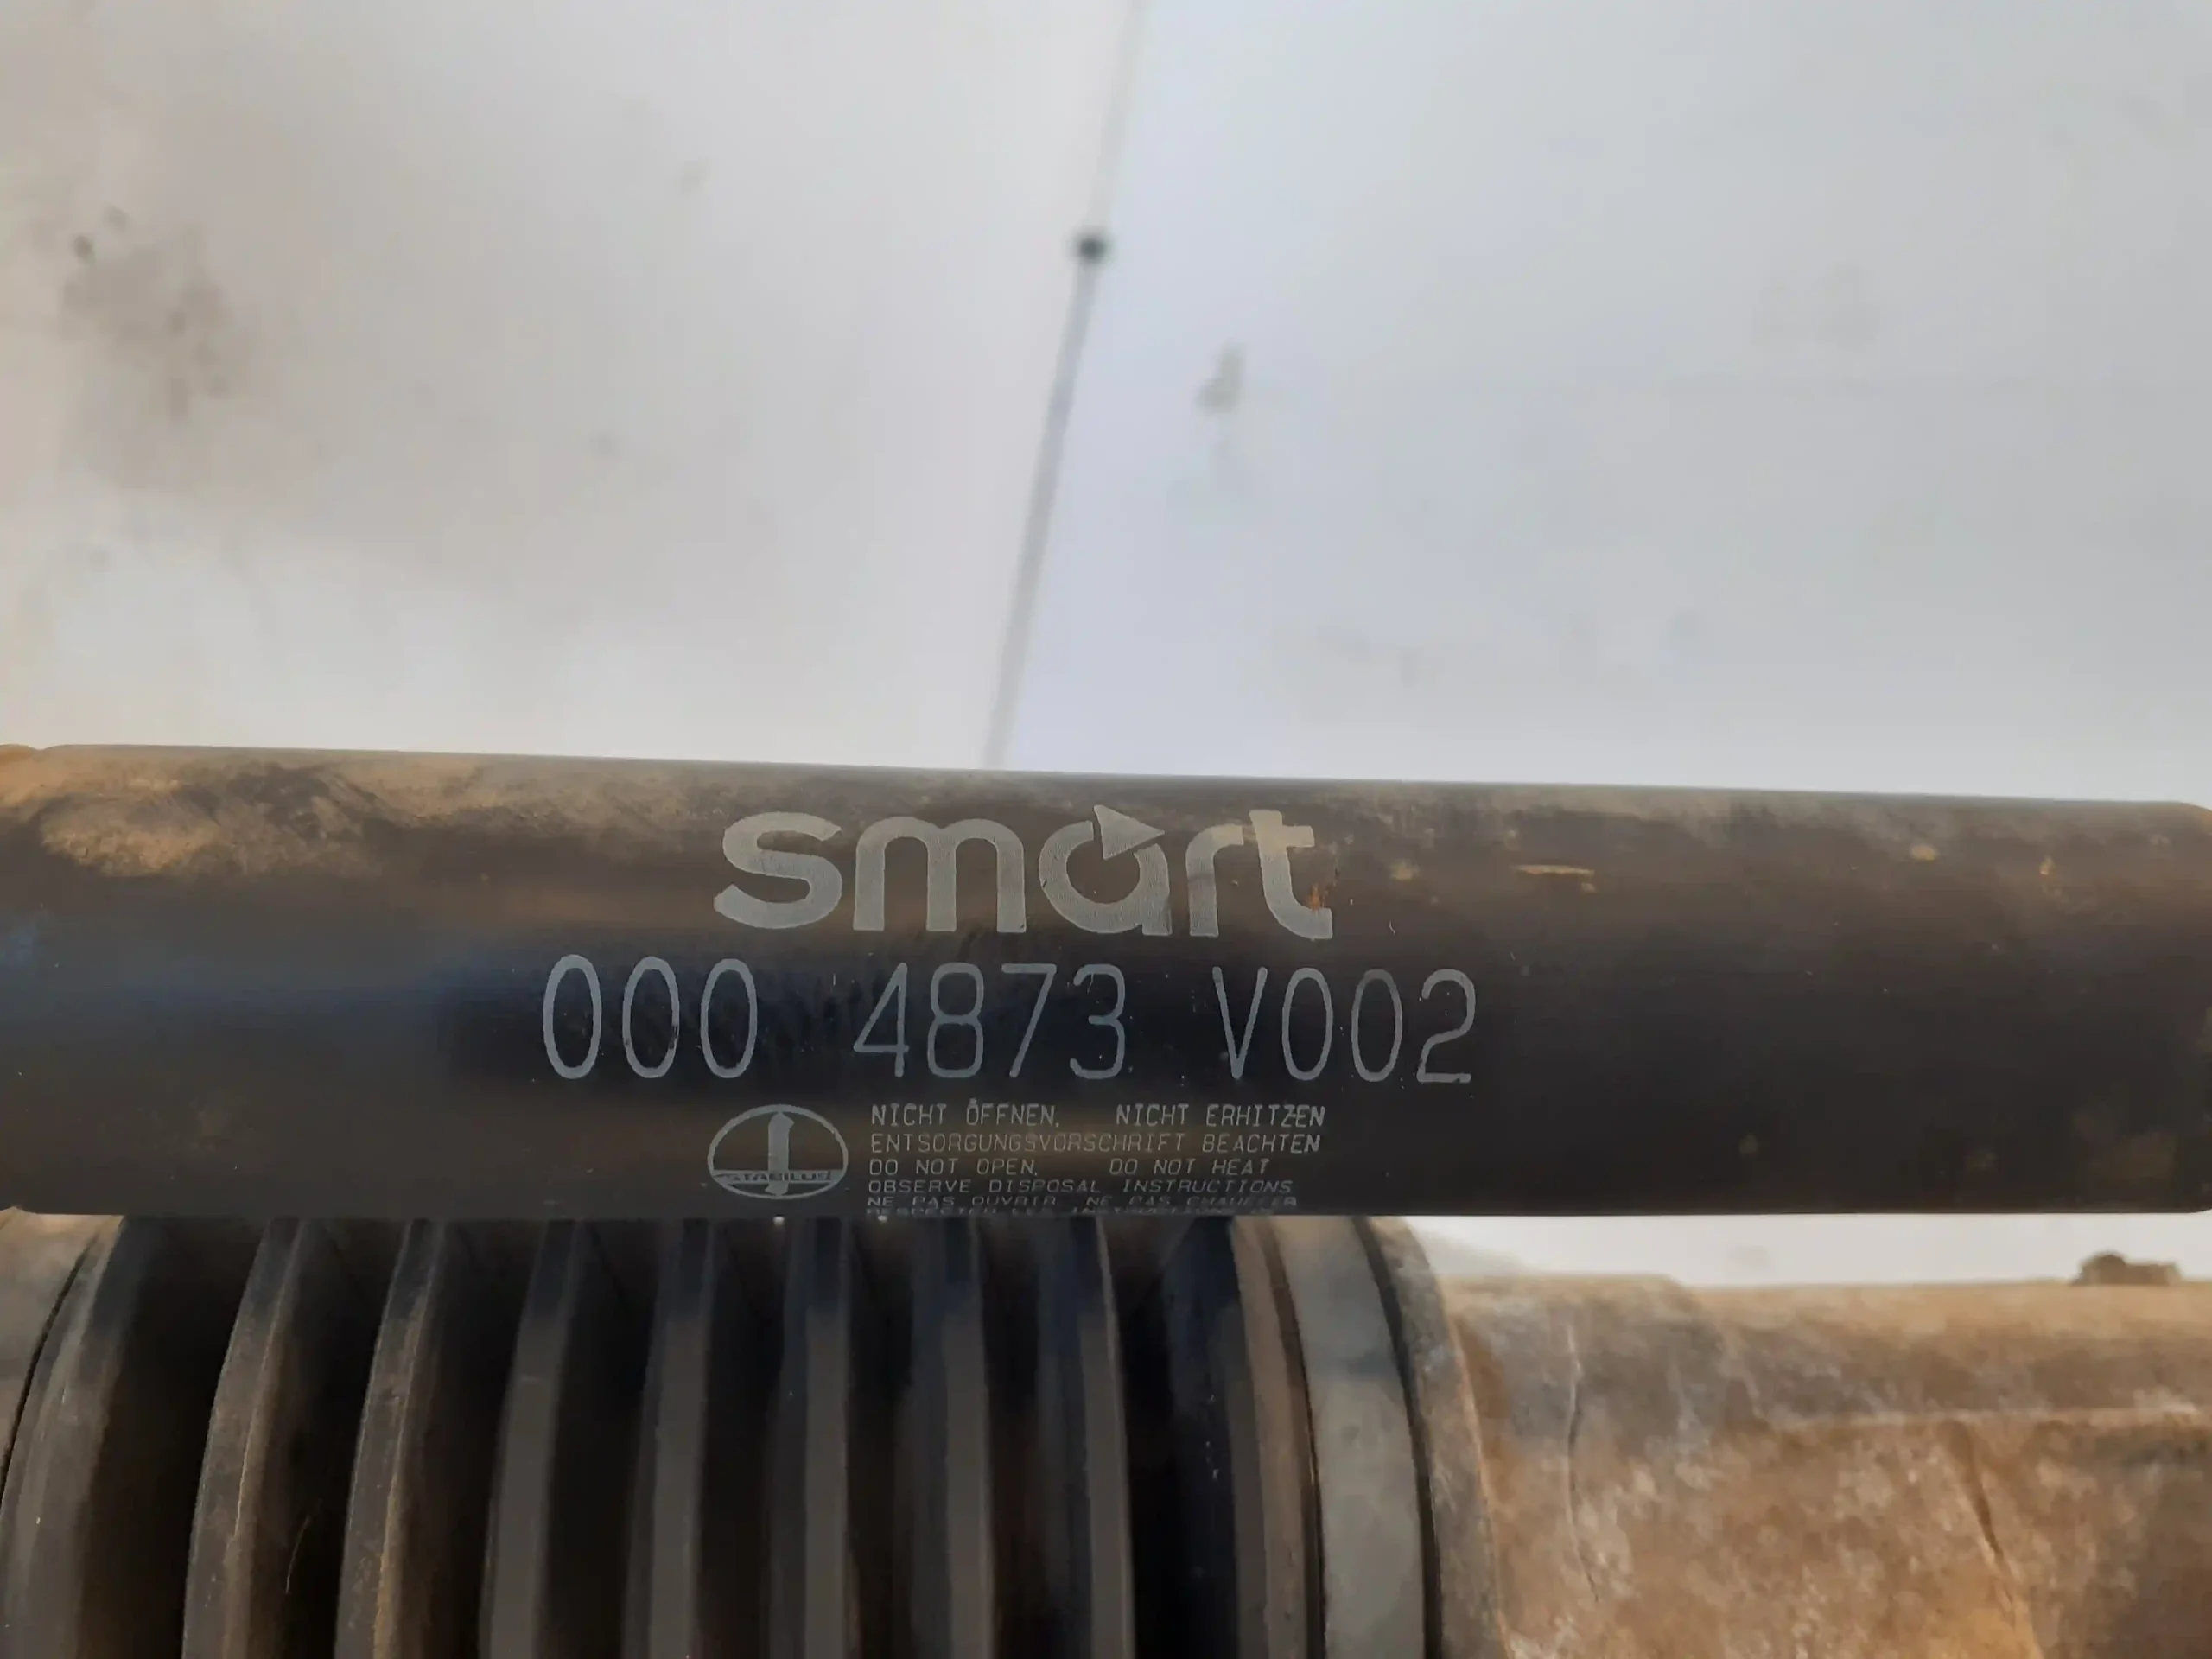 smart
000 4873 V002
STABILUS
NICHT ÖFFNEN, NICHT ERHITZEN
ENTSORGUNGSVORSCHRIFT BEACHTEN
DO NOT OPEN, DO NOT HEAT
OBSERVE DISPOSAL INSTRUCTIONS
NE PAS OUVRIR NE PAS CHAUFFER